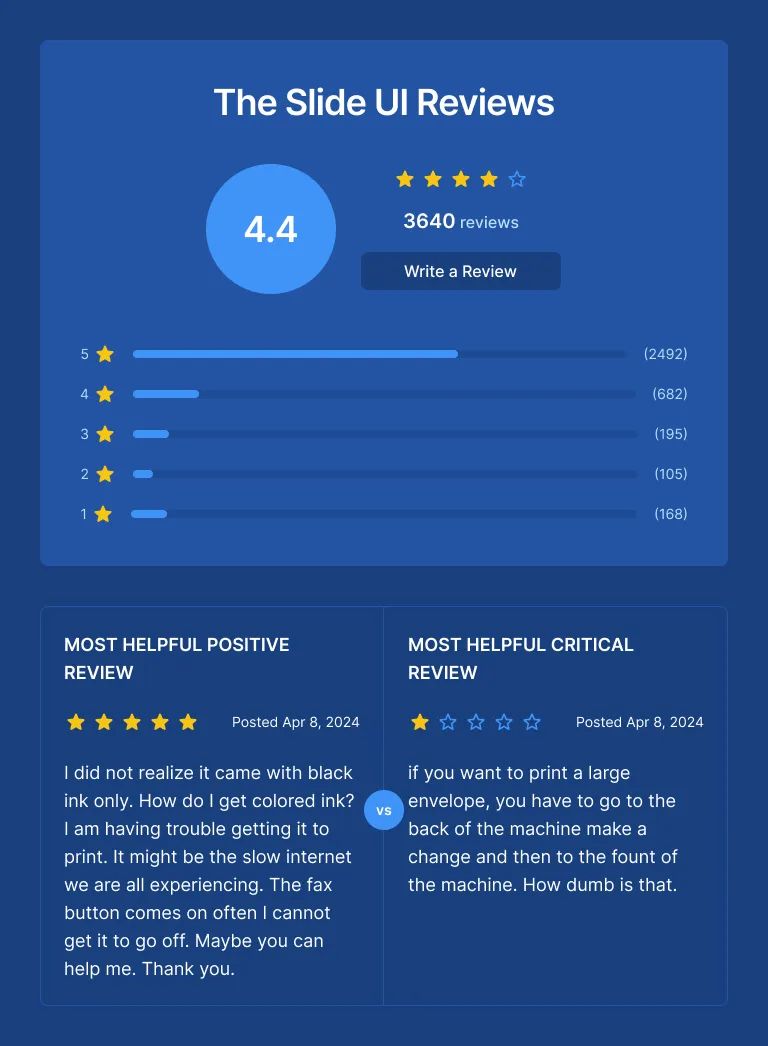 The Slide UI Reviews
4.4
3640 reviews
Write a Review
5 (2492)
4 (682)
3 (195)
2 (105)
1 (168)
MOST HELPFUL POSITIVE
REVIEW
Posted Apr 8, 2024
I did not realize it came with black
ink only. How do I get colored ink?
I am having trouble getting it to
print. It might be the slow internet
we are all experiencing. The fax
button comes on often I cannot
get it to go off. Maybe you can
help me. Thank you.
vs
MOST HELPFUL CRITICAL
REVIEW
Posted Apr 8, 2024
if you want to print a large
envelope, you have to go to the
back of the machine make a
change and then to the fount of
the machine. How dumb is that.